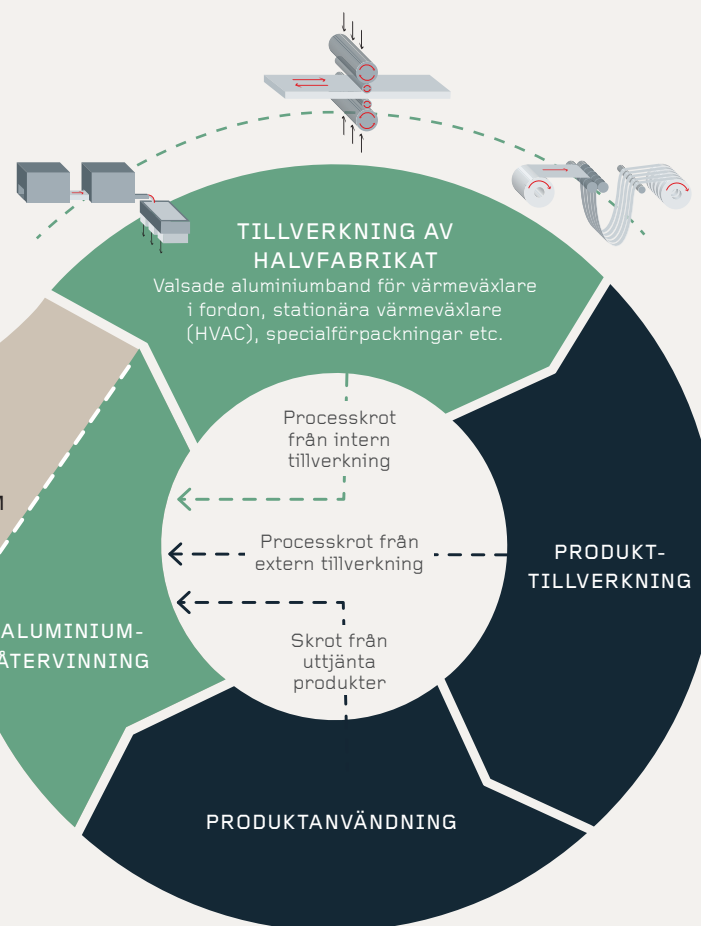 TILLVERKNING AV
HALVFABRIKAT
Valsade aluminiumband för värmeväxlare
i fordon, stationära värmeväxlare
(HVAC), specialförpackningar etc.
Processkrot
från intern
tillverkning
Processkrot från
extern tillverkning
PRODUKT-
TILLVERKNING
Skrot från
uttjänta
produkter
ALUMINIUM-
ÅTERVINNING
PRODUKTANVÄNDNING